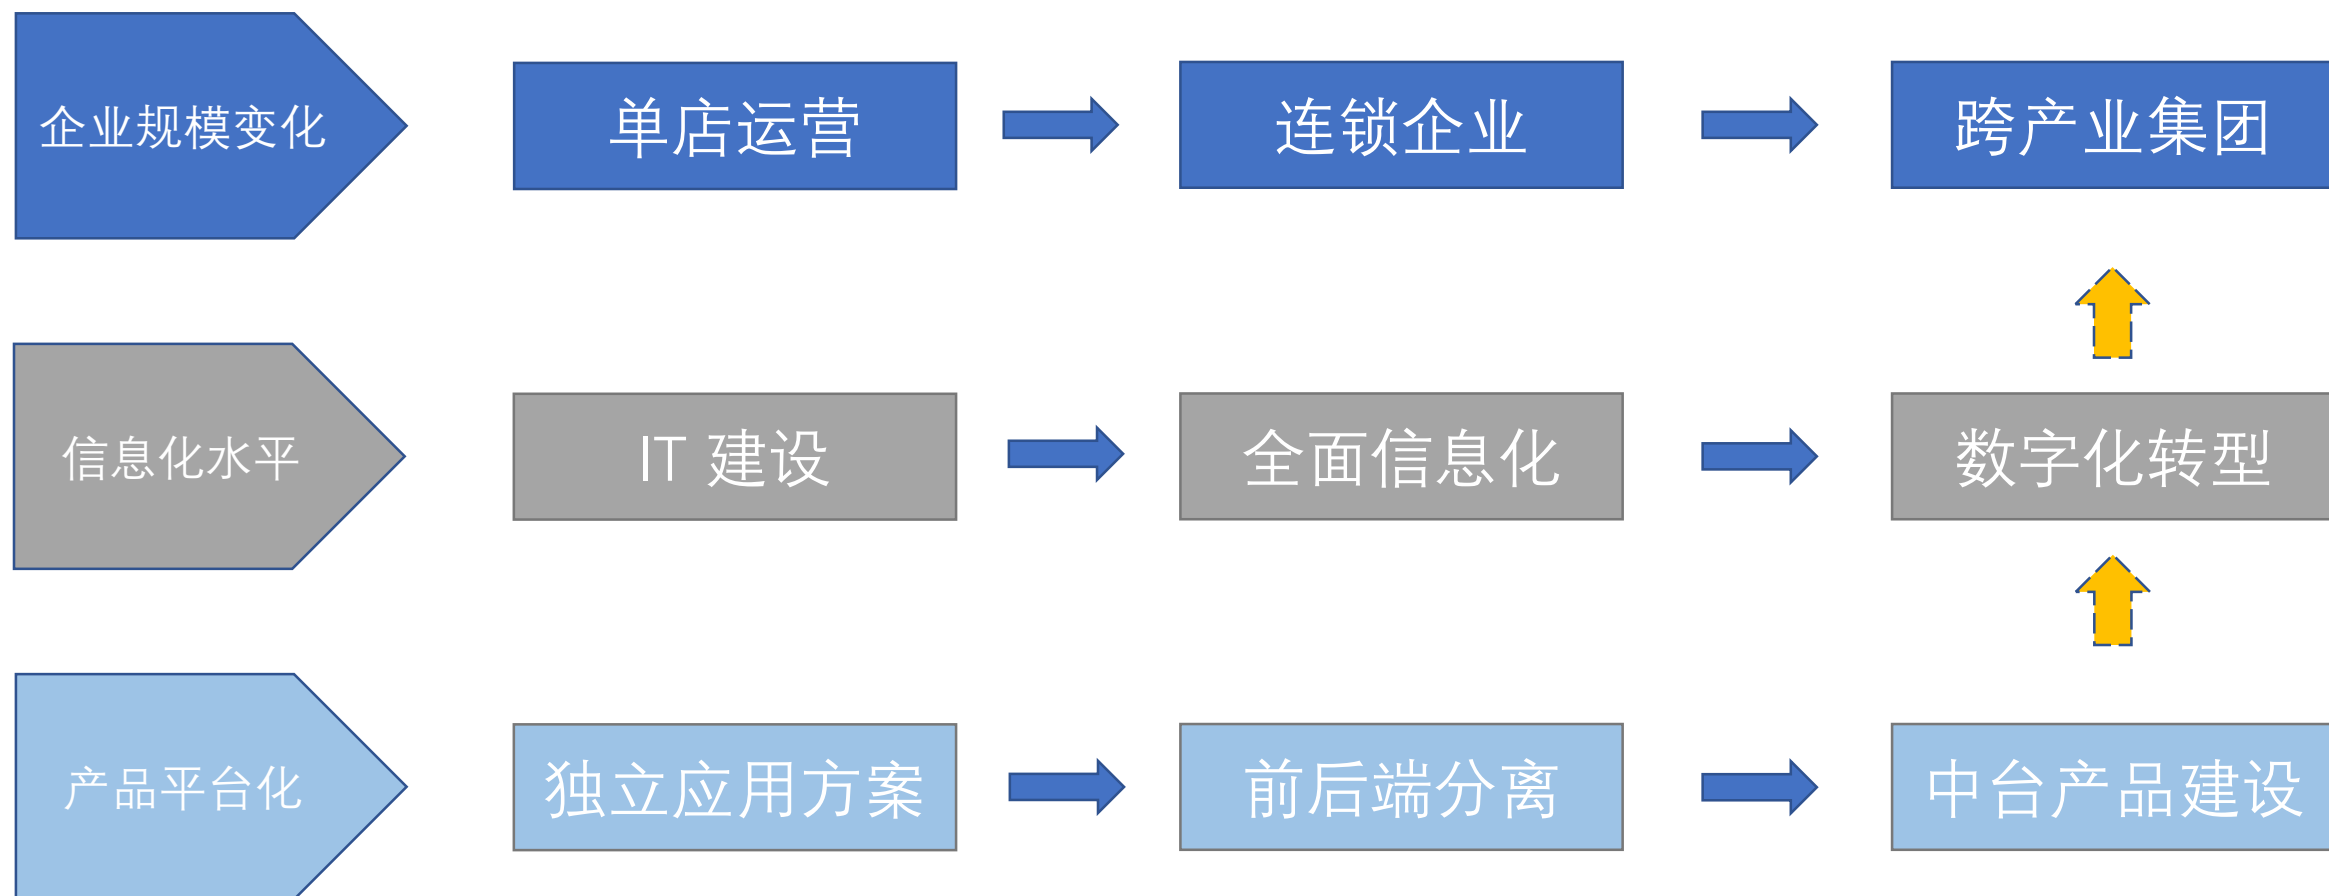 企业规模变化
单店运营
连锁企业
跨产业集团
信息化水平
IT 建设
全面信息化
数字化转型
产品平台化
独立应用方案
前后端分离
中台产品建设